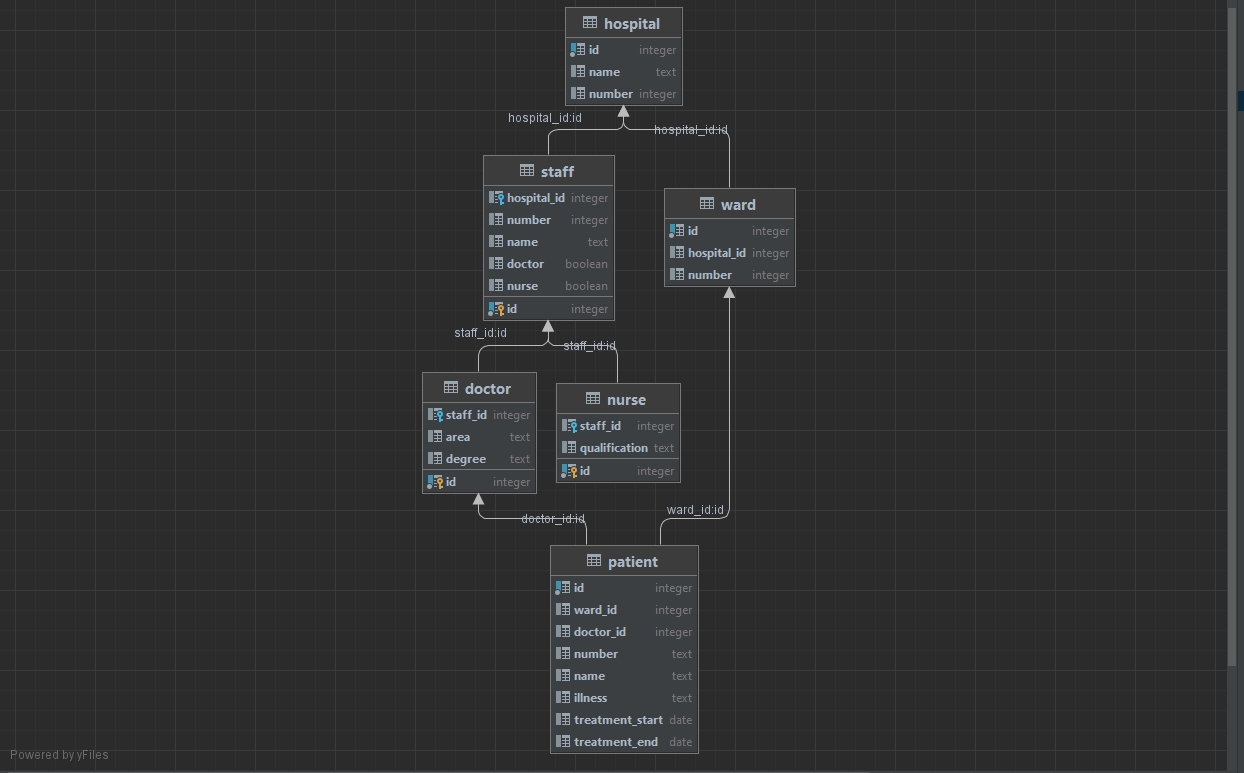 hospital
id integer
name text
number integer
hospital_id:id
hospital_id:id
staff
hospital_id integer
number integer
name text
doctor boolean
nurse boolean
id integer
ward
id integer
hospital_id integer
number integer
staff_id:id
staff_id:id
doctor
staff_id integer
area text
degree text
id integer
nurse
staff_id integer
qualification text
id integer
doctor_id:id
ward_id:id
patient
id integer
ward_id integer
doctor_id integer
number text
name text
illness text
treatment_start date
treatment_end date
Powered by yFiles